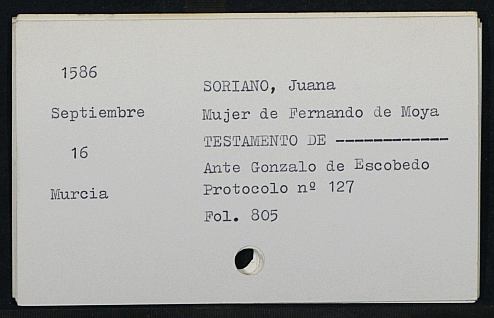 1586
SORIANO, Juana
Septiembre
Mujer de Fernando de Moya
16
TESTAMENTO DE ------------
Ante Gonzalo de Escobedo
Murcia
Protocolo nº 127
Fol. 805